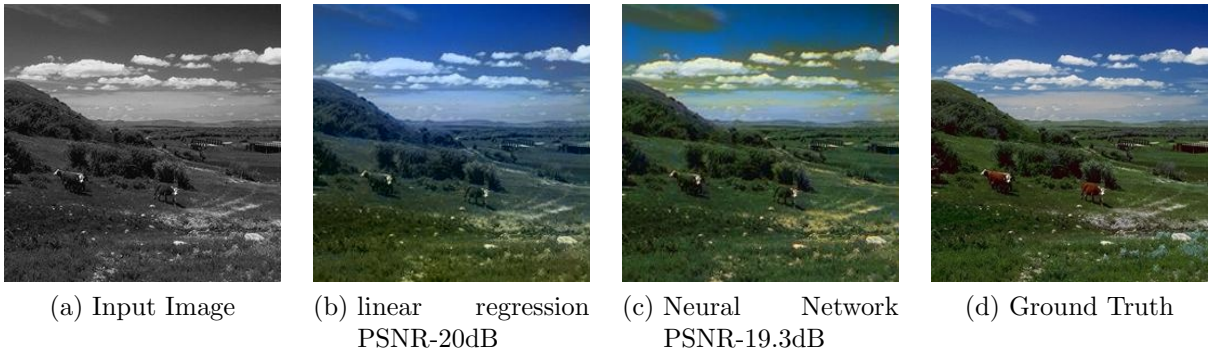 (a) Input Image
(b) linear regression
PSNR-20dB
(c) Neural Network
PSNR-19.3dB
(d) Ground Truth